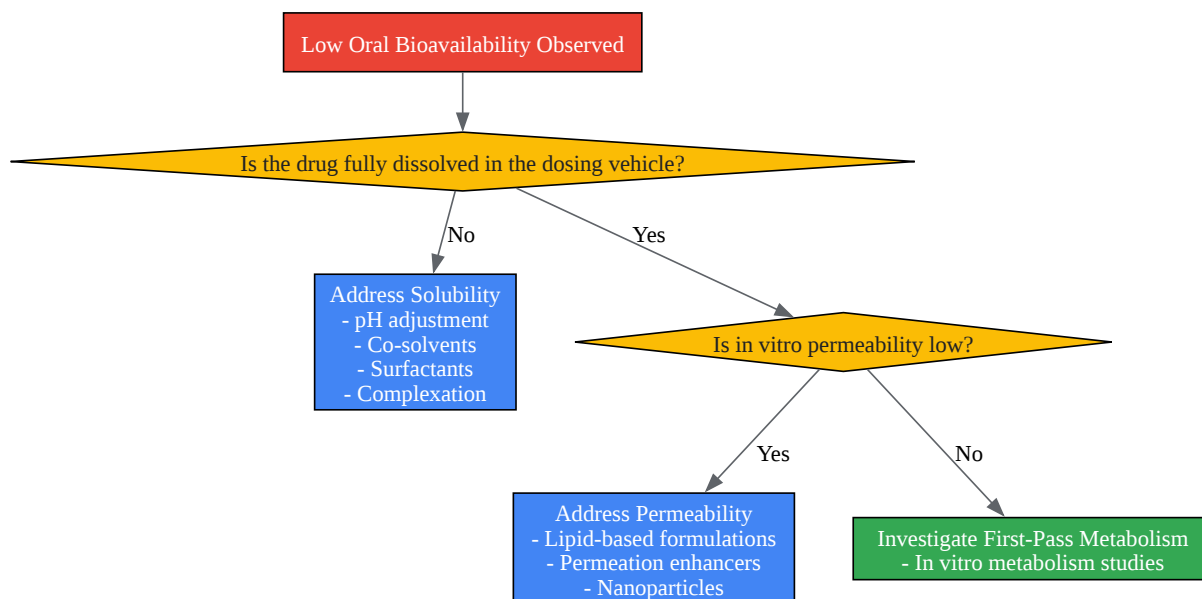 Low Oral Bioavailability Observed
Is the drug fully dissolved in the dosing vehicle?
No
Yes
Address Solubility
- pH adjustment
- Co-solvents
- Surfactants
- Complexation
Is in vitro permeability low?
Yes
No
Address Permeability
- Lipid-based formulations
- Permeation enhancers
- Nanoparticles
Investigate First-Pass Metabolism
- In vitro metabolism studies